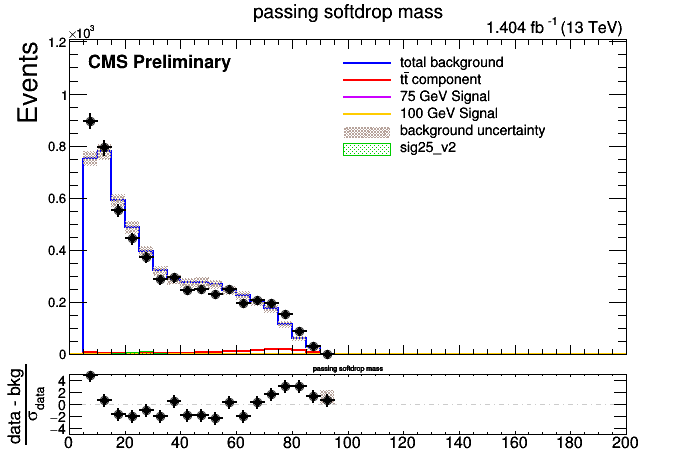 passing softdrop mass
×10³
1.404 fb⁻¹ (13 TeV)
CMS Preliminary
Events
total background
tt̄ component
75 GeV Signal
100 GeV Signal
background uncertainty
sig25_v2
1.2
1
0.8
0.6
0.4
0.2
0
passing softdrop mass
data - bkg
σ data
4
2
0
−2
−4
0 20 40 60 80 100 120 140 160 180 200